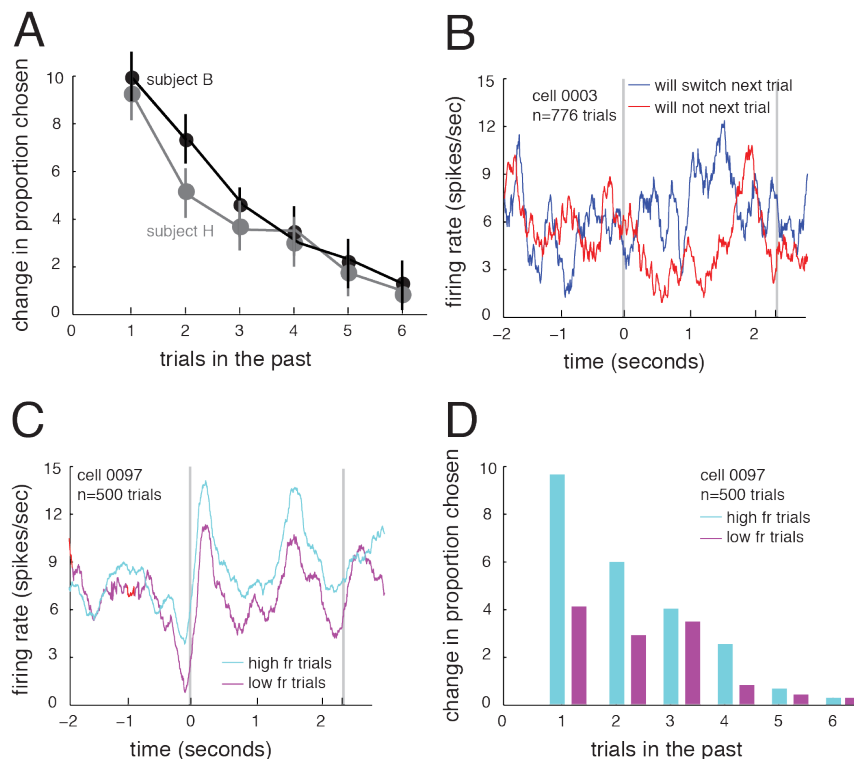 A
change in proportion chosen
10
8
6
4
2
0
subject B
subject H
0 1 2 3 4 5 6
trials in the past
B
firing rate (spikes/sec)
15
12
9
6
3
0
cell 0003
n=776 trials
will switch next trial
will not next trial
−2 −1 0 2
time (seconds)
C
firing rate (spikes/sec)
15
12
9
6
3
0
cell 0097
n=500 trials
high fr trials
low fr trials
−2 −1 0 1 2
time (seconds)
D
change in proportion chosen
10
8
6
4
2
0
cell 0097
n=500 trials
high fr trials
low fr trials
0 1 2 3 4 5 6
trials in the past